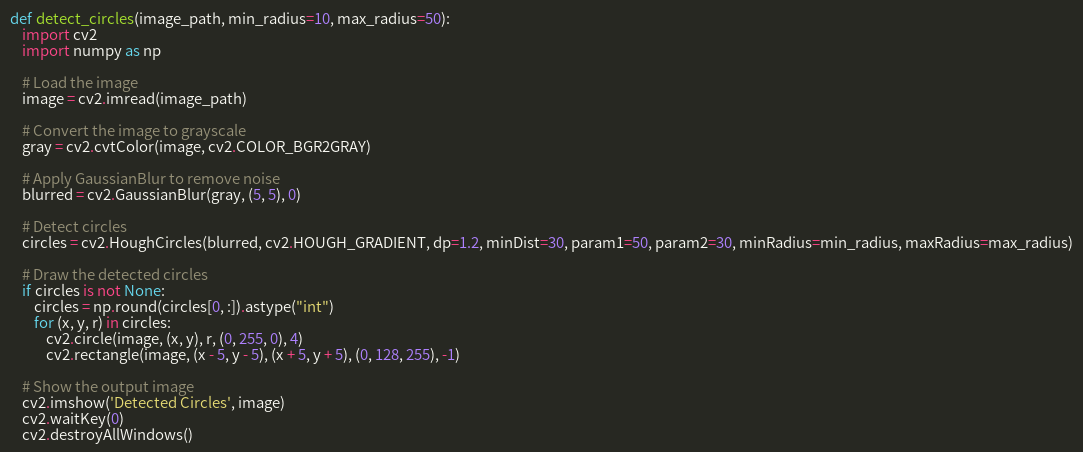 def detect_circles(image_path, min_radius=10, max_radius=50):
    import cv2
    import numpy as np

    # Load the image
    image = cv2.imread(image_path)

    # Convert the image to grayscale
    gray = cv2.cvtColor(image, cv2.COLOR_BGR2GRAY)

    # Apply GaussianBlur to remove noise
    blurred = cv2.GaussianBlur(gray, (5, 5), 0)

    # Detect circles
    circles = cv2.HoughCircles(blurred, cv2.HOUGH_GRADIENT, dp=1.2, minDist=30, param1=50, param2=30, minRadius=min_radius, maxRadius=max_radius)

    # Draw the detected circles
    if circles is not None:
        circles = np.round(circles[0, :]).astype("int")
        for (x, y, r) in circles:
            cv2.circle(image, (x, y), r, (0, 255, 0), 4)
            cv2.rectangle(image, (x - 5, y - 5), (x + 5, y + 5), (0, 128, 255), -1)

    # Show the output image
    cv2.imshow('Detected Circles', image)
    cv2.waitKey(0)
    cv2.destroyAllWindows()